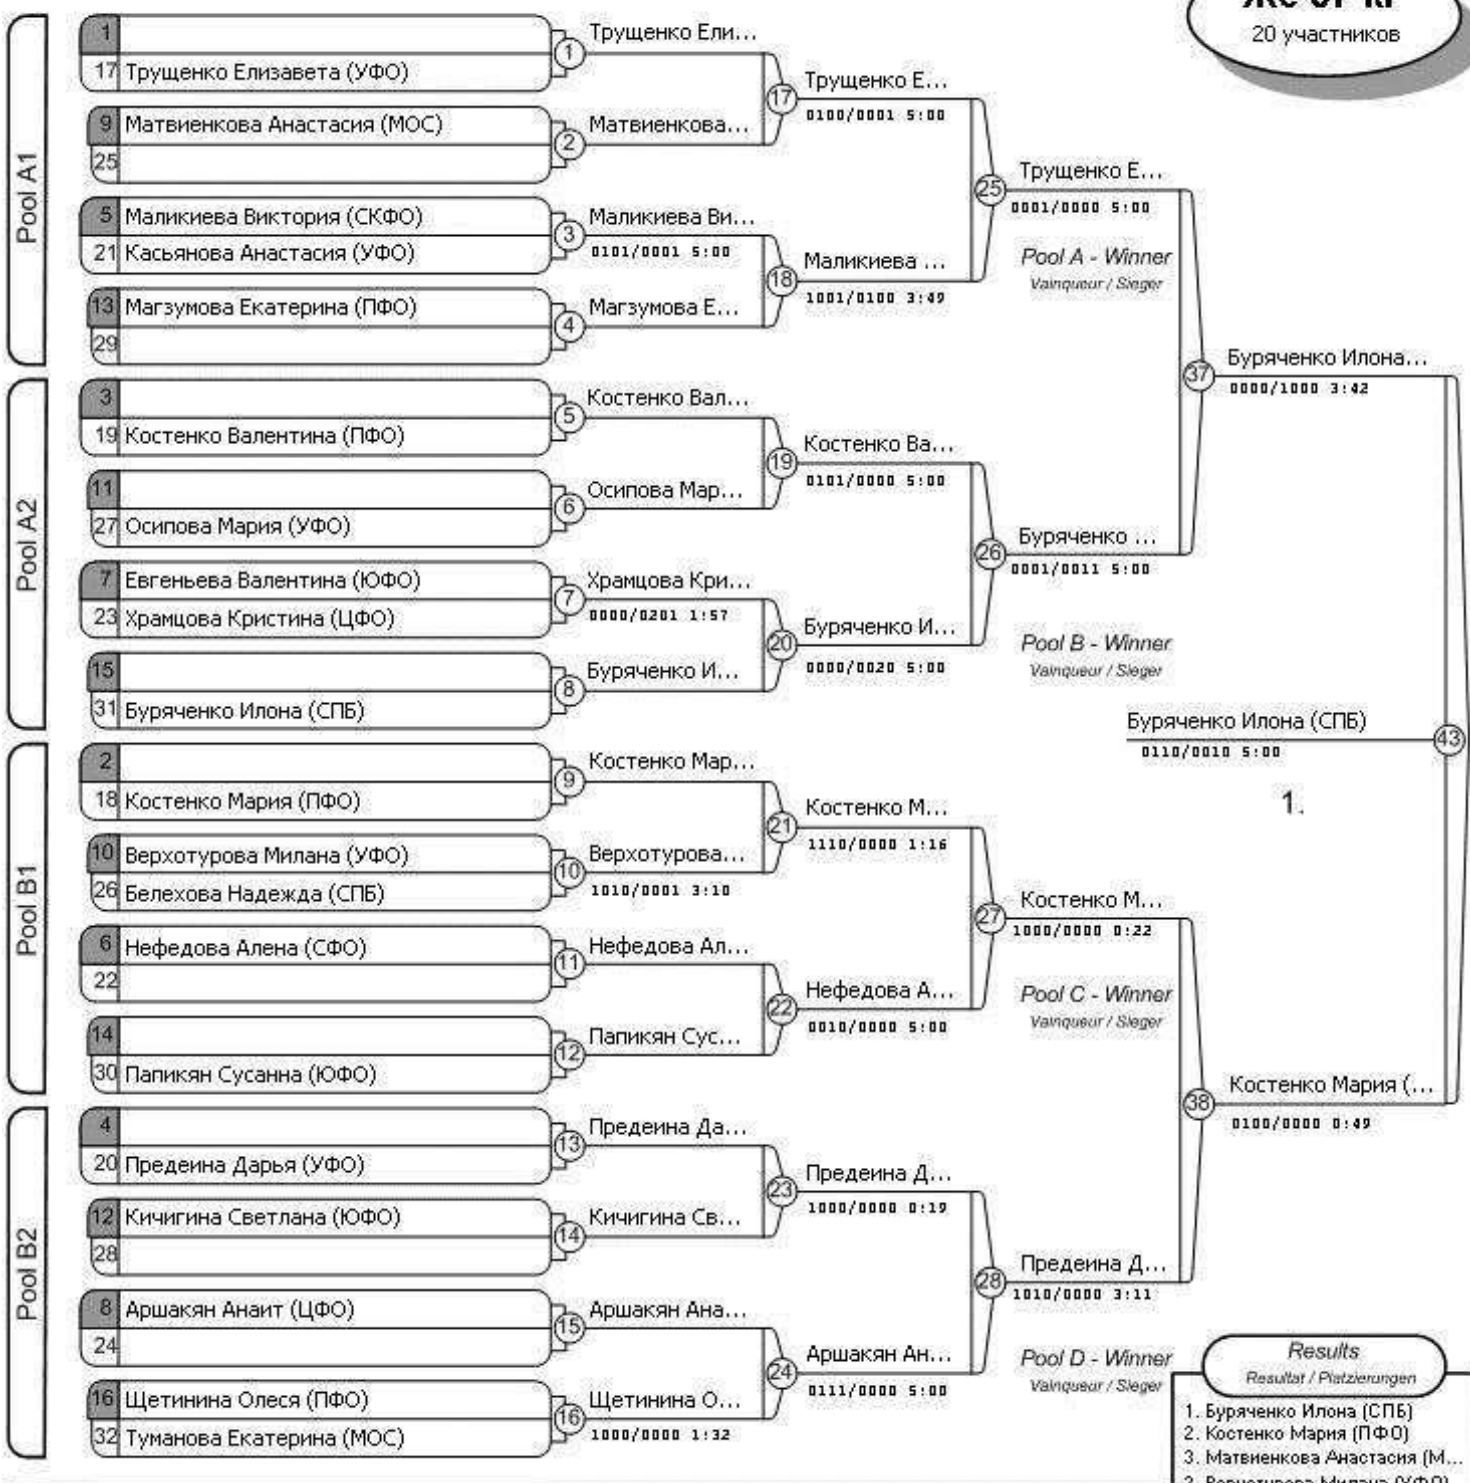 20 участников
Pool A1
1
17 Трущенко Елизавета (УФО)
9 Матвиенкова Анастасия (МОС)
25
5 Маликиева Виктория (СКФО)
21 Касьянова Анастасия (УФО)
13 Магзумова Екатерина (ПФО)
29
Pool A2
3
19 Костенко Валентина (ПФО)
11
27 Осипова Мария (УФО)
7 Евгеньева Валентина (ЮФО)
23 Храмцова Кристина (ЦФО)
15
31 Буряченко Илона (СПБ)
Pool B1
2
18 Костенко Мария (ПФО)
10 Верхотурова Милана (УФО)
26 Белехова Надежда (СПБ)
6 Нефедова Алена (СФО)
22
14
30 Папикян Сусанна (ЮФО)
Pool B2
4
20 Предеина Дарья (УФО)
12 Кичигина Светлана (ЮФО)
28
8 Аршакян Анаит (ЦФО)
24
16 Щетинина Олеся (ПФО)
32 Туманова Екатерина (МОС)
1 Трущенко Ели...
2 Матвиенкова...
3 Маликиева Ви...
0101/0001 5:00
4 Магзумова Е...
5 Костенко Вал...
6 Осипова Мар...
7 Храмцова Кри...
0000/0201 1:57
8 Буряченко И...
9 Костенко Мар...
10 Верхотурова...
1010/0001 3:10
11 Нефедова Ал...
12 Папикян Сус...
13 Предеина Да...
14 Кичигина Св...
15 Аршакян Ана...
16 Щетинина О...
1000/0000 1:32
17 Трущенко Е...
0100/0001 5:00
18 Маликиева ...
1001/0100 3:49
19 Костенко Ва...
0101/0000 5:00
20 Буряченко И...
0000/0020 5:00
21 Костенко М...
1110/0000 1:16
22 Нефедова А...
0010/0000 5:00
23 Предеина Д...
1000/0000 0:19
24 Аршакян Ан...
0111/0000 5:00
25 Трущенко Е...
0001/0000 5:00
Pool A - Winner
Vainqueur / Sieger
26 Буряченко ...
0001/0011 5:00
Pool B - Winner
Vainqueur / Sieger
27 Костенко М...
1000/0000 0:22
Pool C - Winner
Vainqueur / Sieger
28 Предеина Д...
1010/0000 3:11
Pool D - Winner
Vainqueur / Sieger
37 Буряченко Илона...
0000/1000 3:42
38 Костенко Мария (...
0100/0000 0:49
Буряченко Илона (СПБ) 43
0110/0010 5:00
1.
Results
Resultat / Platzierungen
1. Буряченко Илона (СПБ)
2. Костенко Мария (ПФО)
3. Матвиенкова Анастасия (М...
3. Верхотурова Милана (УФО)